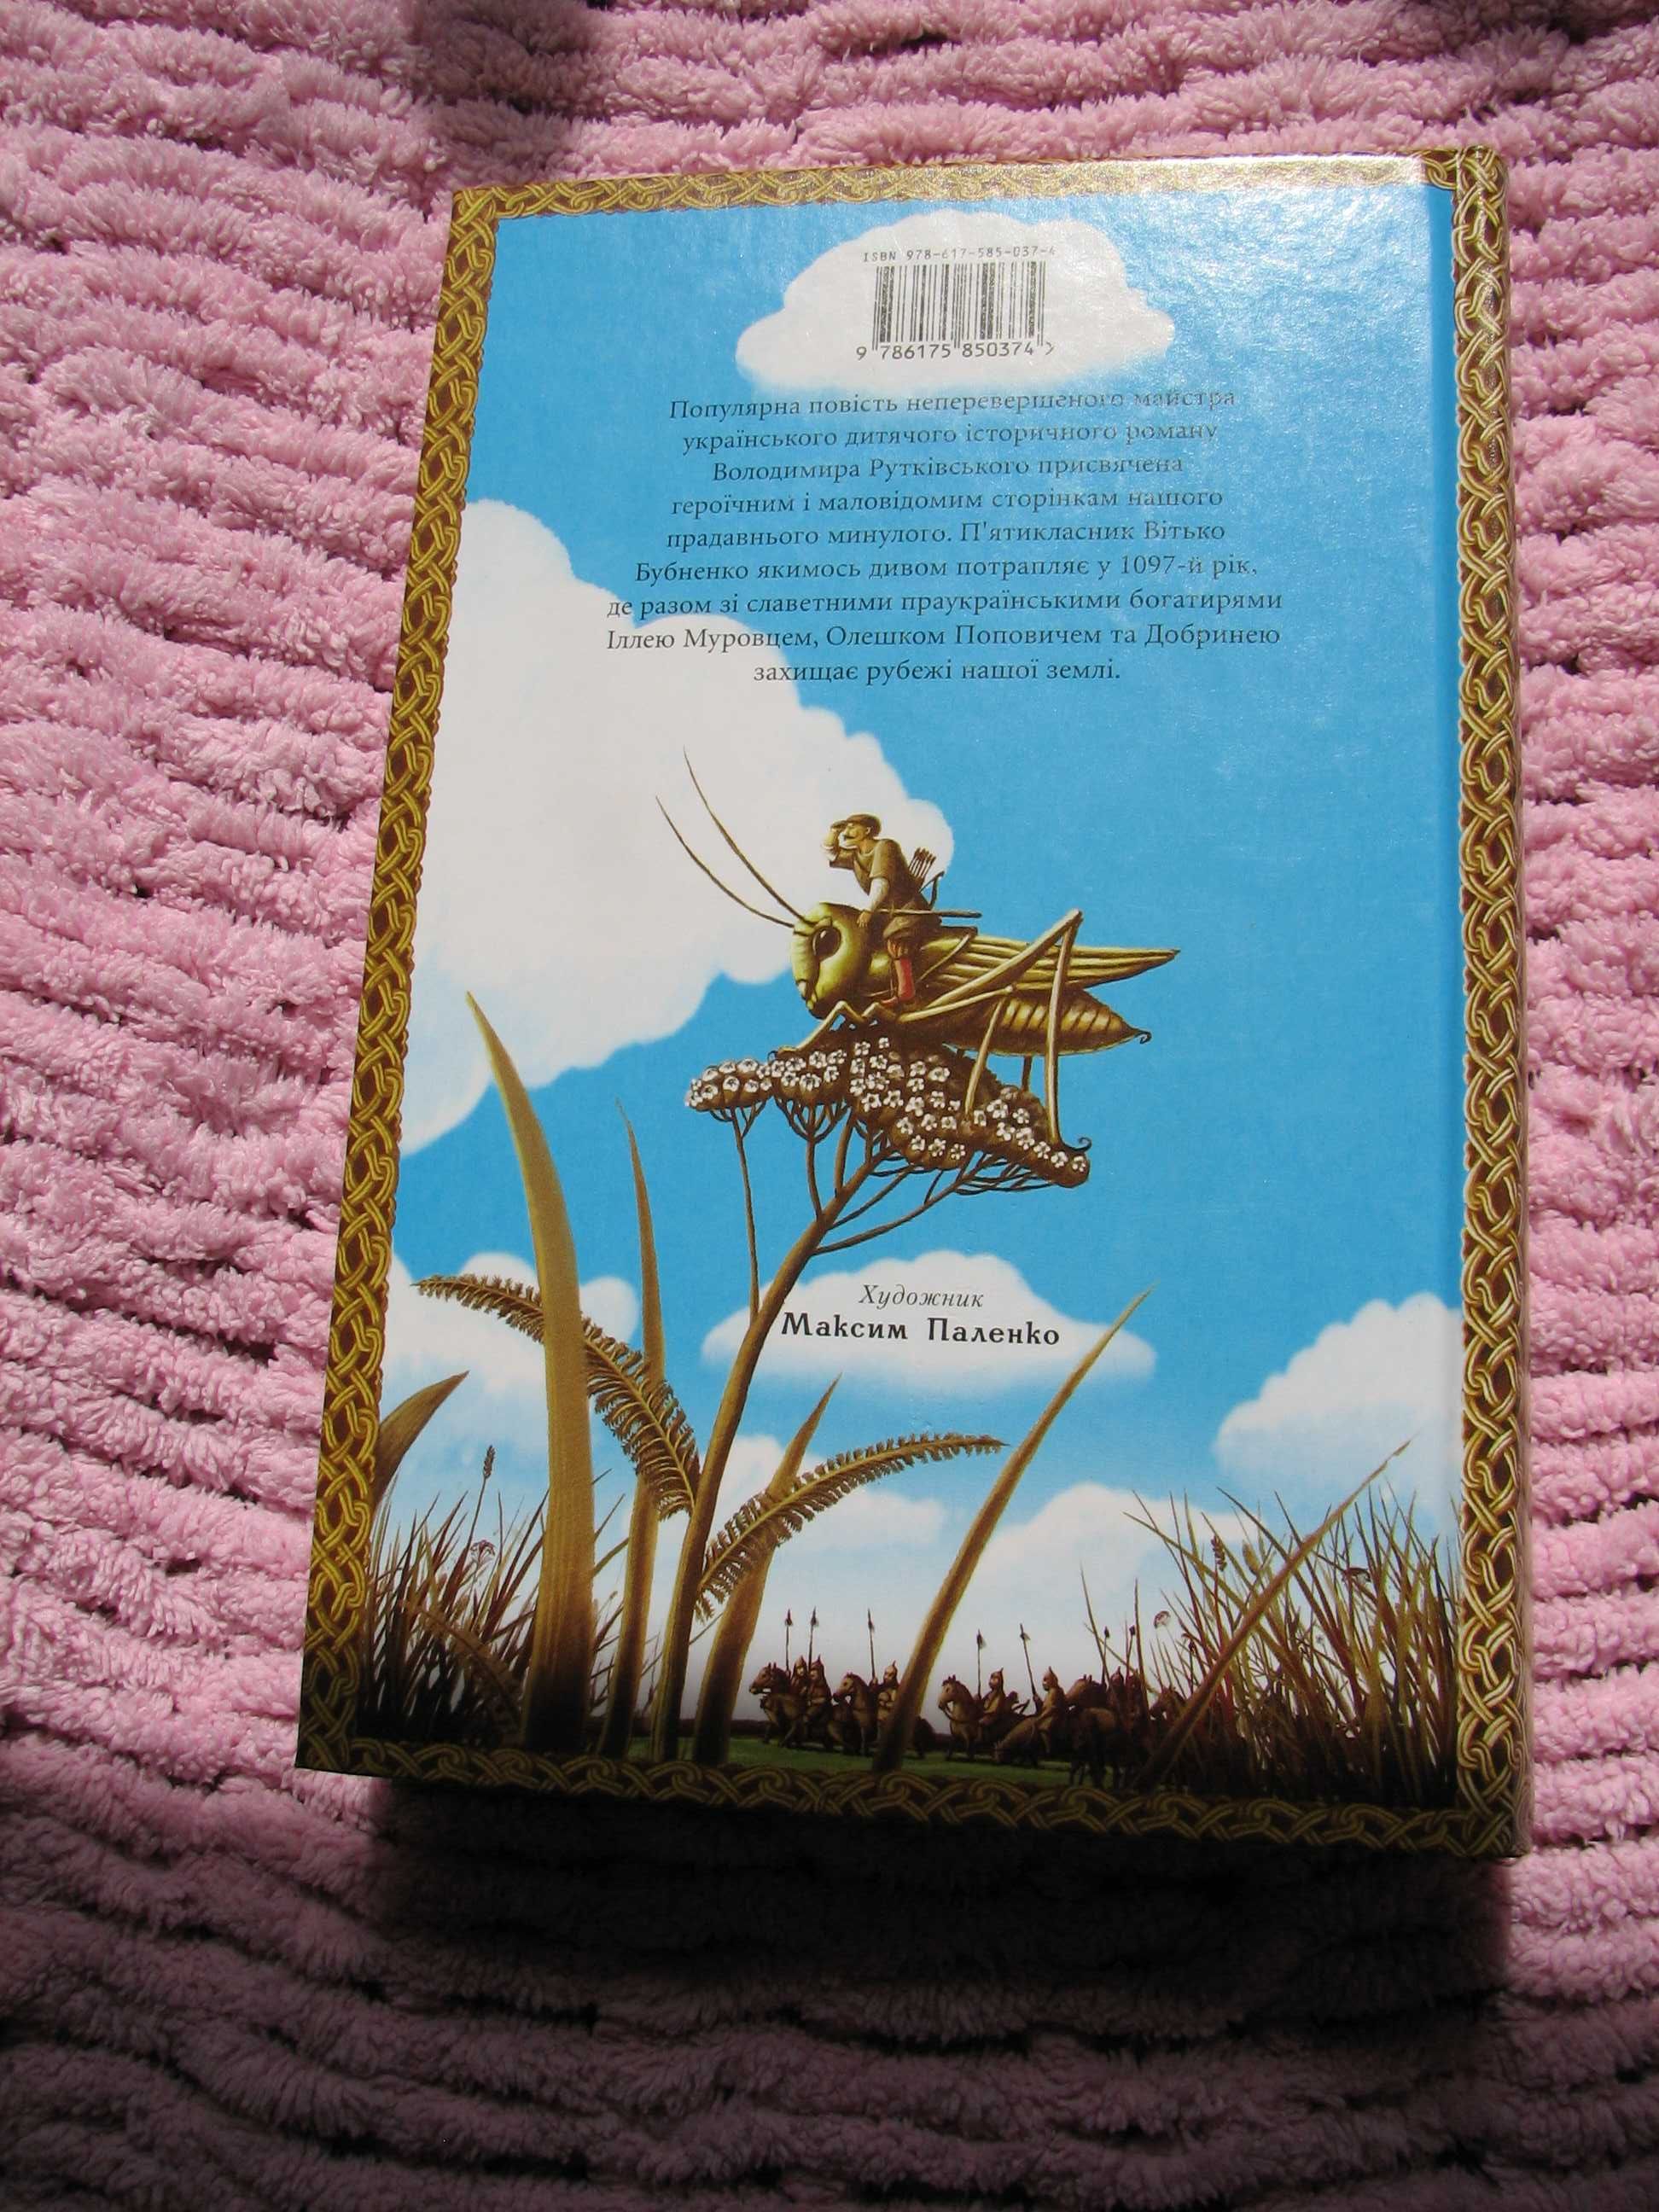 ISBN 978-617-585-037-4
9 786175 850374 >
Популярна повість неперевершеного майстра
українського дитячого історичного роману
Володимира Рутківського присвячена
героїчним і маловідомим сторінкам нашого
прадавнього минулого. П'ятикласник Вітько
Бубненко якимось дивом потрапляє у 1097-й рік,
де разом зі славетними праукраїнськими богатирями
Іллею Муровцем, Олешком Поповичем та Добринею
захищає рубежі нашої землі.
Художник
Максим Паленко